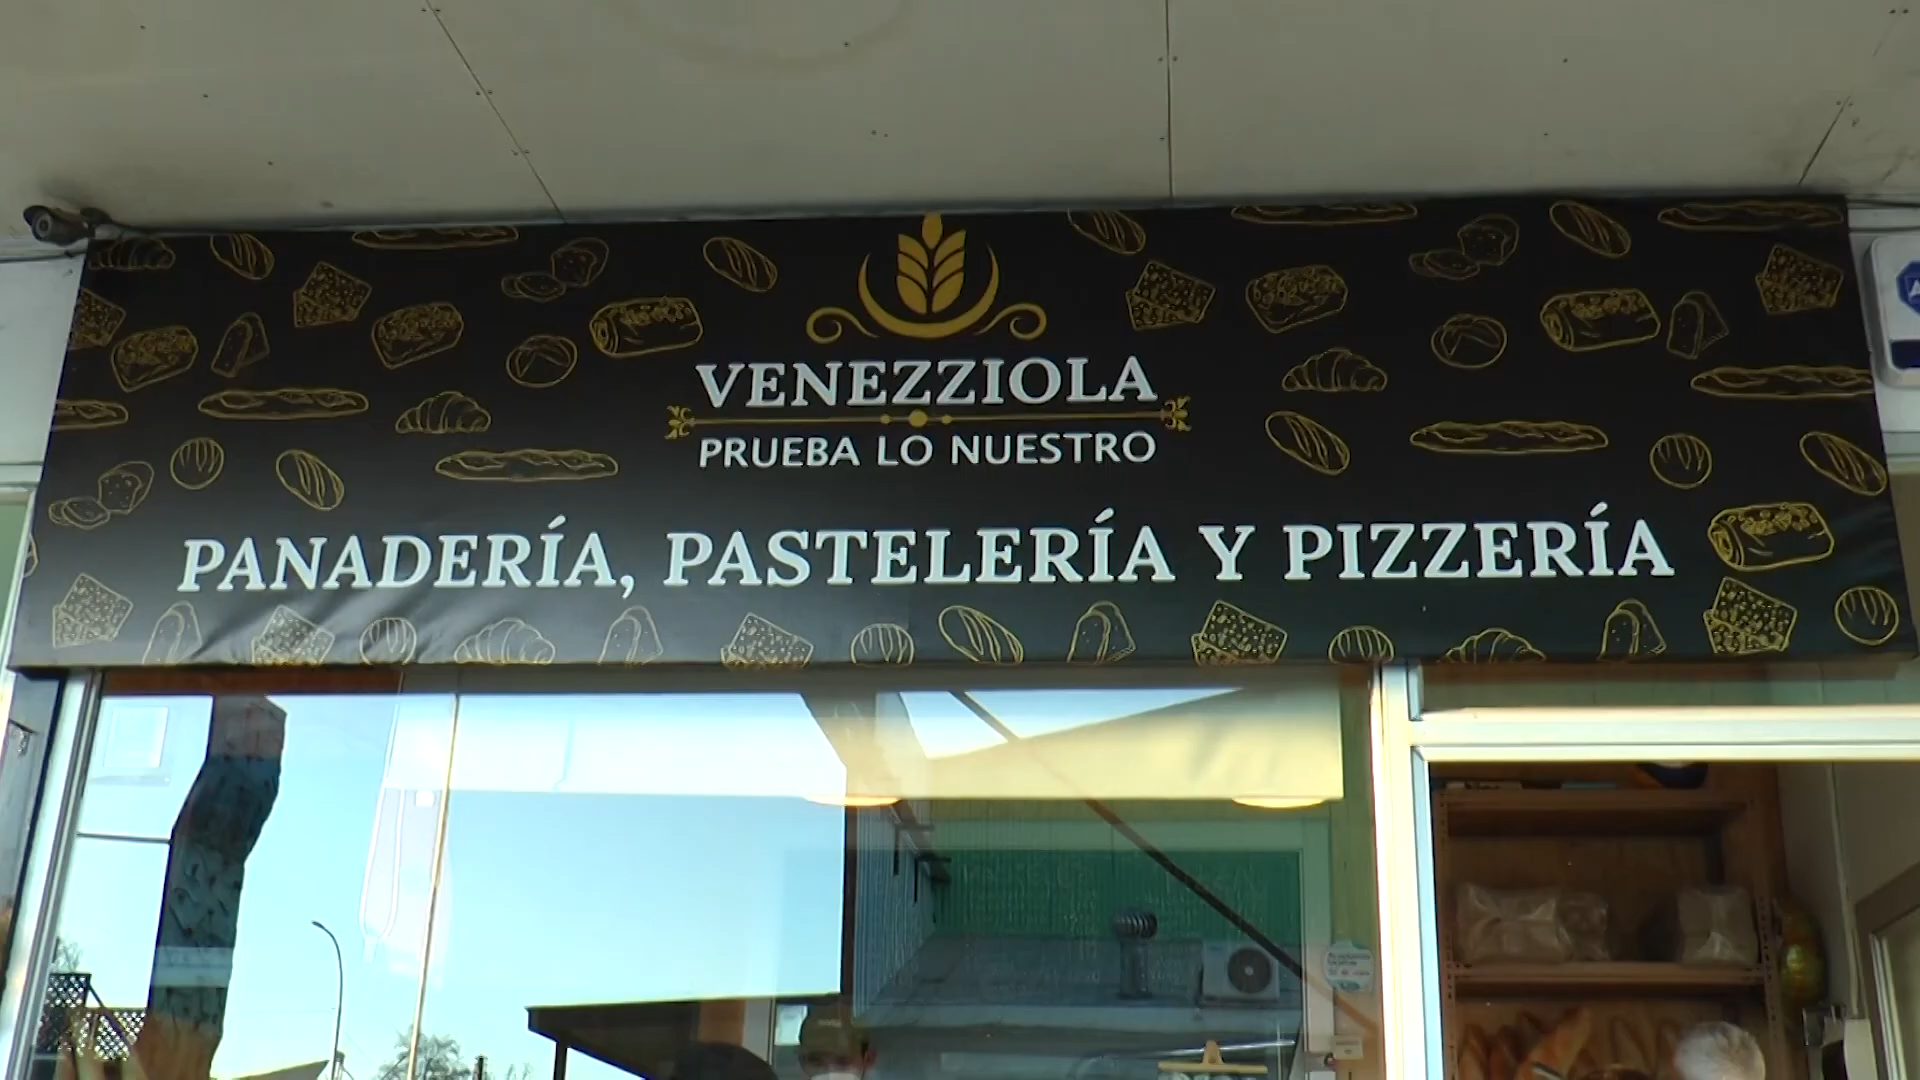 VENEZZIOLA
PRUEBA LO NUESTRO
PANADERÍA, PASTELERÍA Y PIZZERÍA